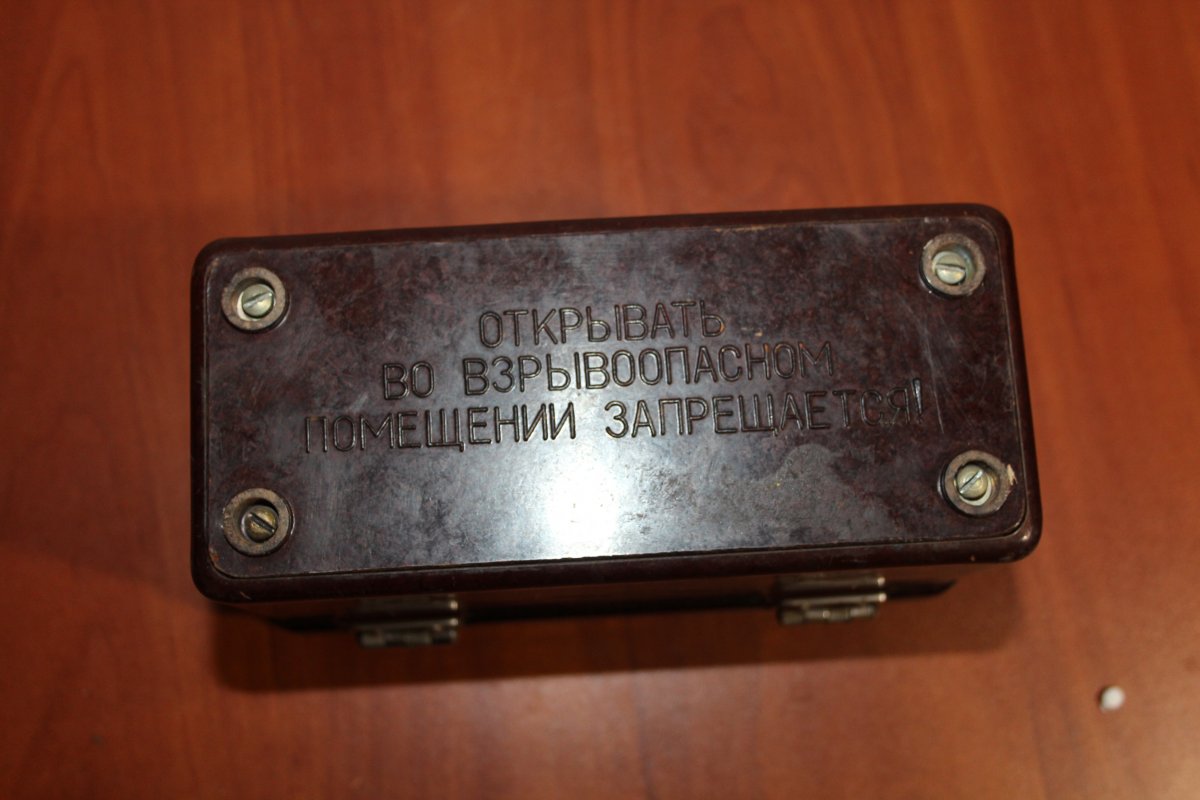 ОТКРЫВАТЬ
ВО ВЗРЫВООПАСНОМ
ПОМЕЩЕНИИ ЗАПРЕЩАЕТСЯ!